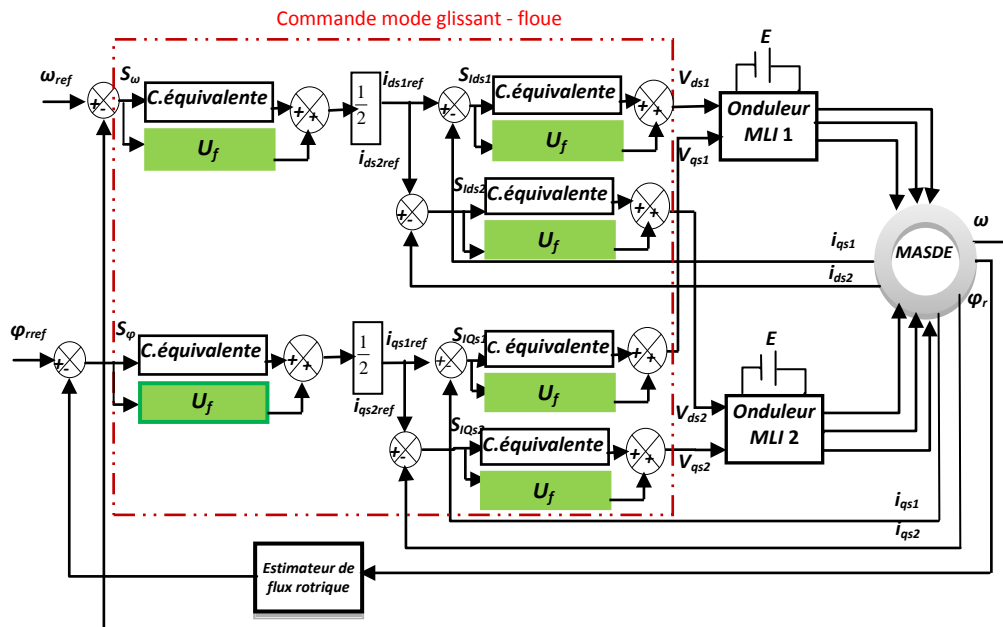 Commande mode glissant - floue
ω_ref
+ -
S_ω
C.équivalente
U_f
+ +
1/2
i_ds1ref
i_ds2ref
+ -
S_Ids1
C.équivalente
U_f
+ +
V_ds1
V_qs1
E
Onduleur
MLI 1
+ -
S_Ids2
C.équivalente
U_f
+ +
i_qs1
i_ds2
MASDE
ω
φ_r
φ_rref
+ -
S_φ
C.équivalente
U_f
+ +
1/2
i_qs1ref
i_qs2ref
+ -
S_IQs1
C. équivalente
U_f
+ +
V_ds2
V_qs2
E
Onduleur
MLI 2
+ -
S_IQs2
C.équivalente
U_f
+ +
i_qs1
i_qs2
Estimateur de
flux rotrique